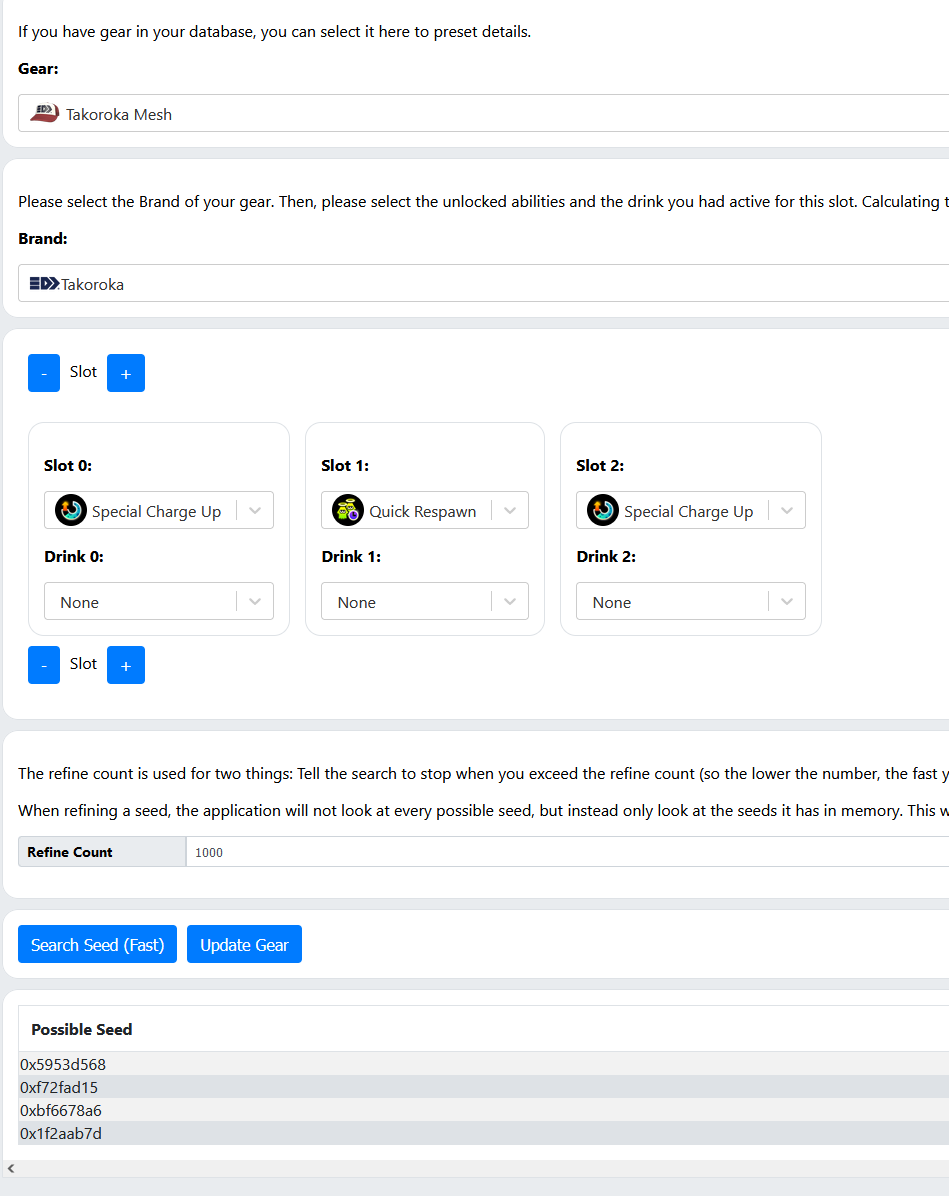 If you have gear in your database, you can select it here to preset details.
Gear:
Takoroka Mesh
Please select the Brand of your gear. Then, please select the unlocked abilities and the drink you had active for this slot. Calculating t
Brand:
Takoroka
- Slot +
Slot 0: Slot 1: Slot 2:
Special Charge Up Quick Respawn Special Charge Up
Drink 0: Drink 1: Drink 2:
None None None
- Slot +
The refine count is used for two things: Tell the search to stop when you exceed the refine count (so the lower the number, the fast y
When refining a seed, the application will not look at every possible seed, but instead only look at the seeds it has in memory. This w
Refine Count 1000
Search Seed (Fast) Update Gear
Possible Seed
0x5953d568
0xf72fad15
0xbf6678a6
0x1f2aab7d